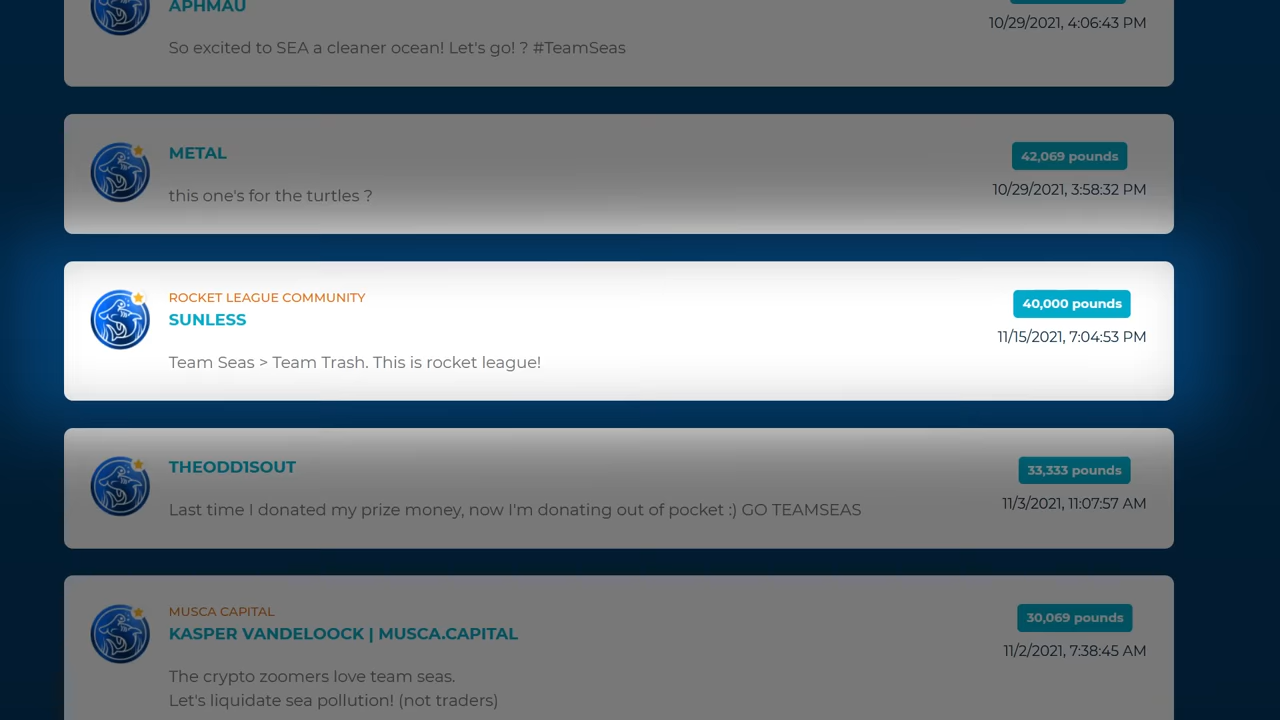 APHMAU
10/29/2021, 4:06:43 PM
So excited to SEA a cleaner ocean! Let's go! ? #TeamSeas
METAL
42,069 pounds
this one's for the turtles ?
10/29/2021, 3:58:32 PM
ROCKET LEAGUE COMMUNITY
SUNLESS
40,000 pounds
11/15/2021, 7:04:53 PM
Team Seas > Team Trash. This is rocket league!
THEODD1SOUT
33,333 pounds
Last time I donated my prize money, now I'm donating out of pocket :) GO TEAMSEAS
11/3/2021, 11:07:57 AM
MUSCA CAPITAL
KASPER VANDELOOCK | MUSCA.CAPITAL
30,069 pounds
11/2/2021, 7:38:45 AM
The crypto zoomers love team seas.
Let's liquidate sea pollution! (not traders)